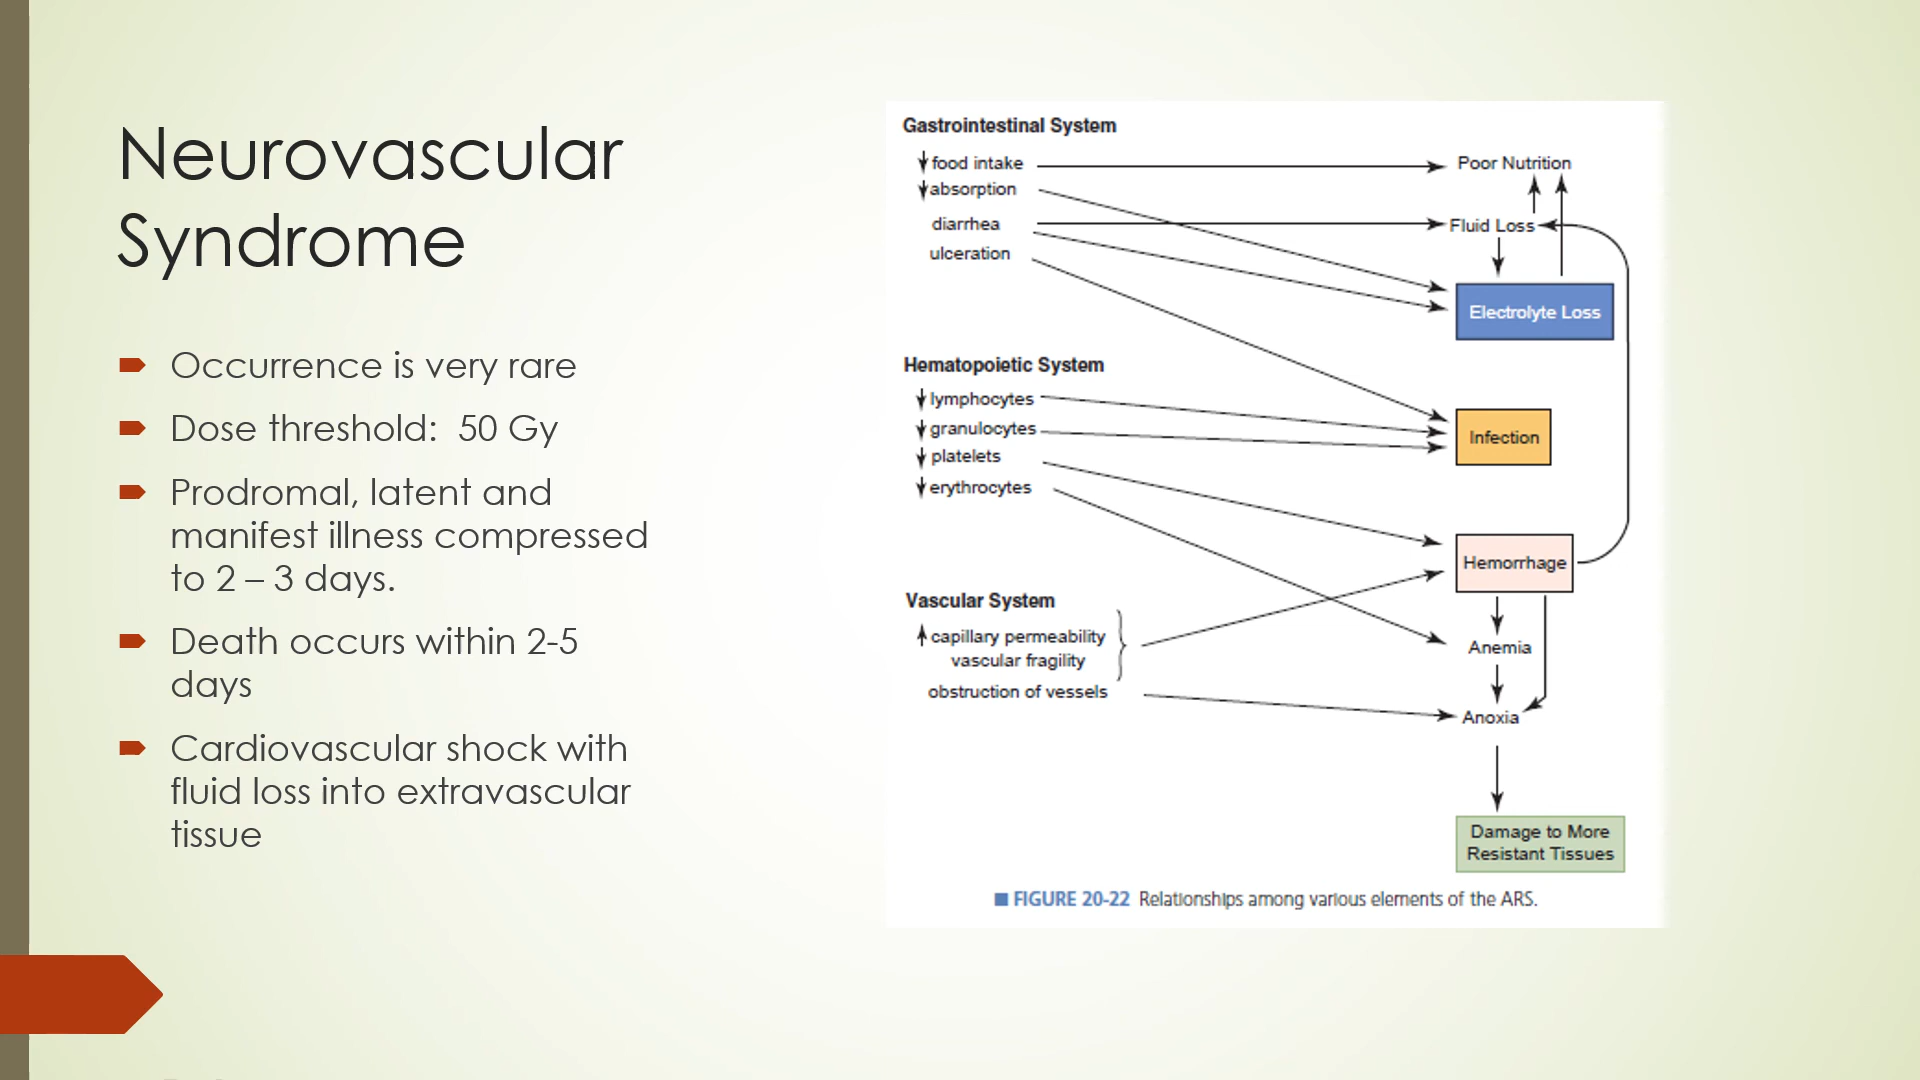 Neurovascular
Syndrome
Occurrence is very rare
Dose threshold:  50 Gy
Prodromal, latent and
manifest illness compressed
to 2 – 3 days.
Death occurs within 2-5
days
Cardiovascular shock with
fluid loss into extravascular
tissue
Gastrointestinal System
food intake
absorption
diarrhea
ulceration
Poor Nutrition
Fluid Loss
Electrolyte Loss
Hematopoietic System
lymphocytes
granulocytes
platelets
erythrocytes
Infection
Hemorrhage
Vascular System
capillary permeability
vascular fragility
obstruction of vessels
Anemia
Anoxia
Damage to More
Resistant Tissues
FIGURE 20-22 Relationships among various elements of the ARS.